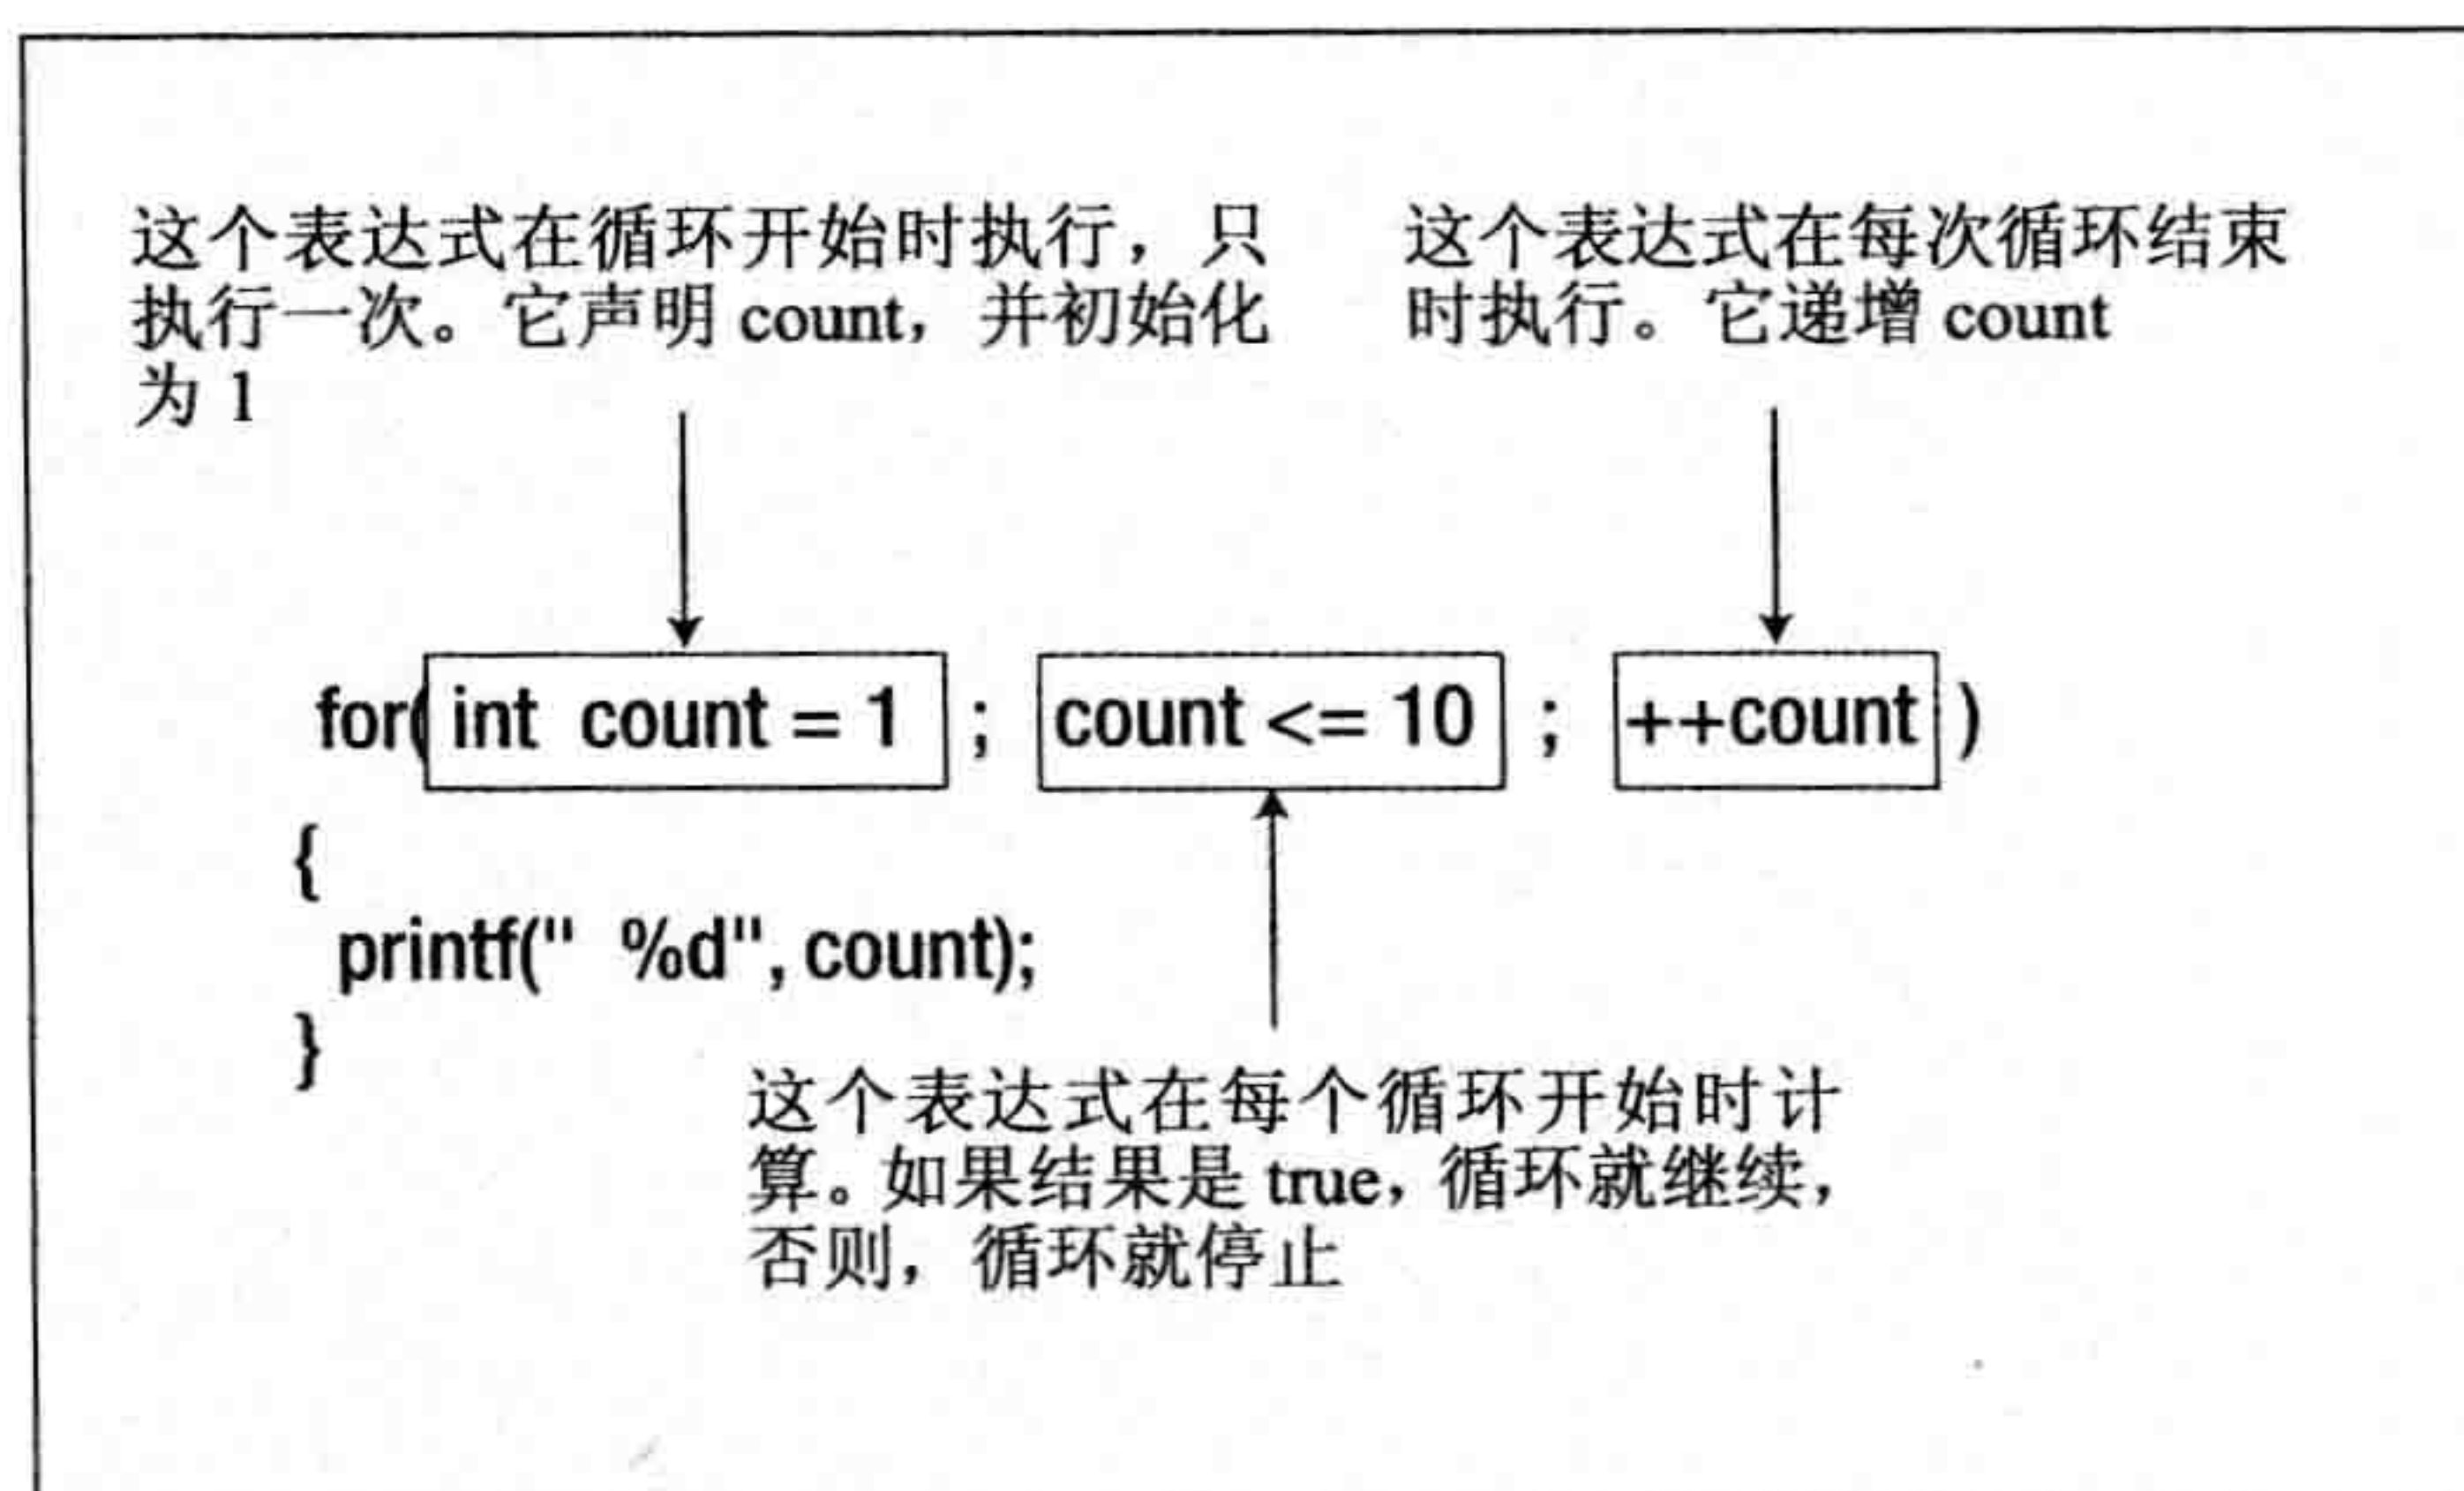 这个表达式在循环开始时执行，只
执行一次。它声明 count，并初始化
为 1
这个表达式在每次循环结束
时执行。它递增 count
for( int  count = 1 ; count <= 10 ; ++count )
{
printf("  %d", count);
}
这个表达式在每个循环开始时计
算。如果结果是 true，循环就继续，
否则，循环就停止